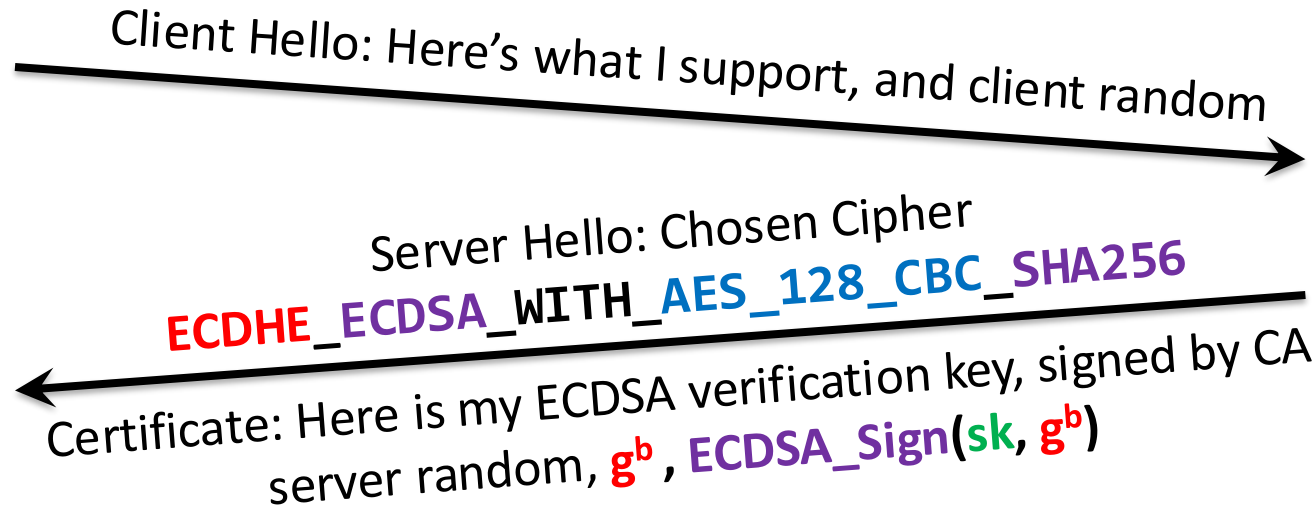 Client Hello: Here’s what I support, and client random
Server Hello: Chosen Cipher
ECDHE_ECDSA_WITH_AES_128_CBC_SHA256
Certificate: Here is my ECDSA verification key, signed by CA
server random, gᵇ , ECDSA_Sign(sk, gᵇ)